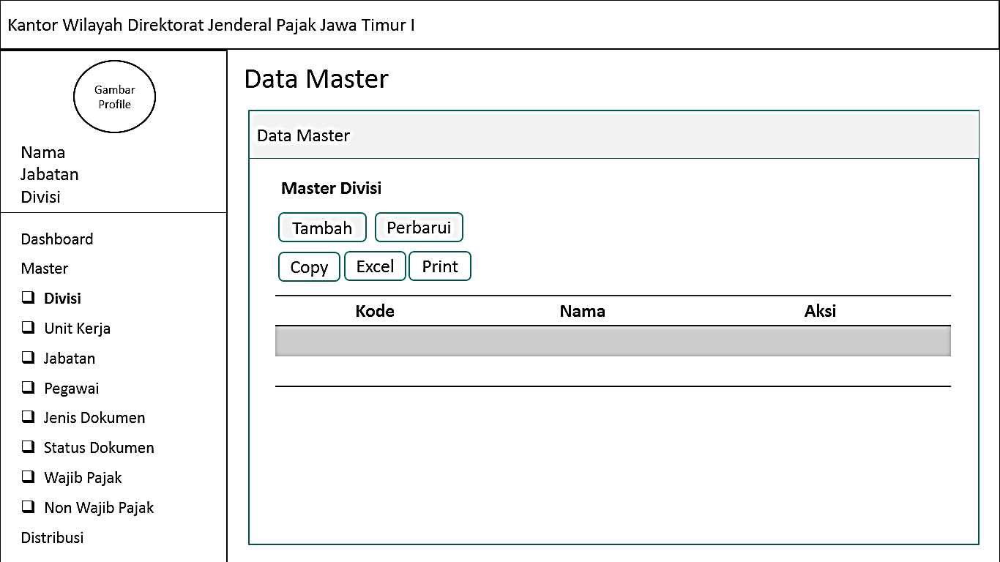 Kantor Wilayah Direktorat Jenderal Pajak Jawa Timur I
Gambar
Profile
Nama
Jabatan
Divisi
Dashboard
Master
Divisi
Unit Kerja
Jabatan
Pegawai
Jenis Dokumen
Status Dokumen
Wajib Pajak
Non Wajib Pajak
Distribusi
Data Master
Data Master
Master Divisi
Tambah Perbarui
Copy Excel Print
Kode Nama Aksi